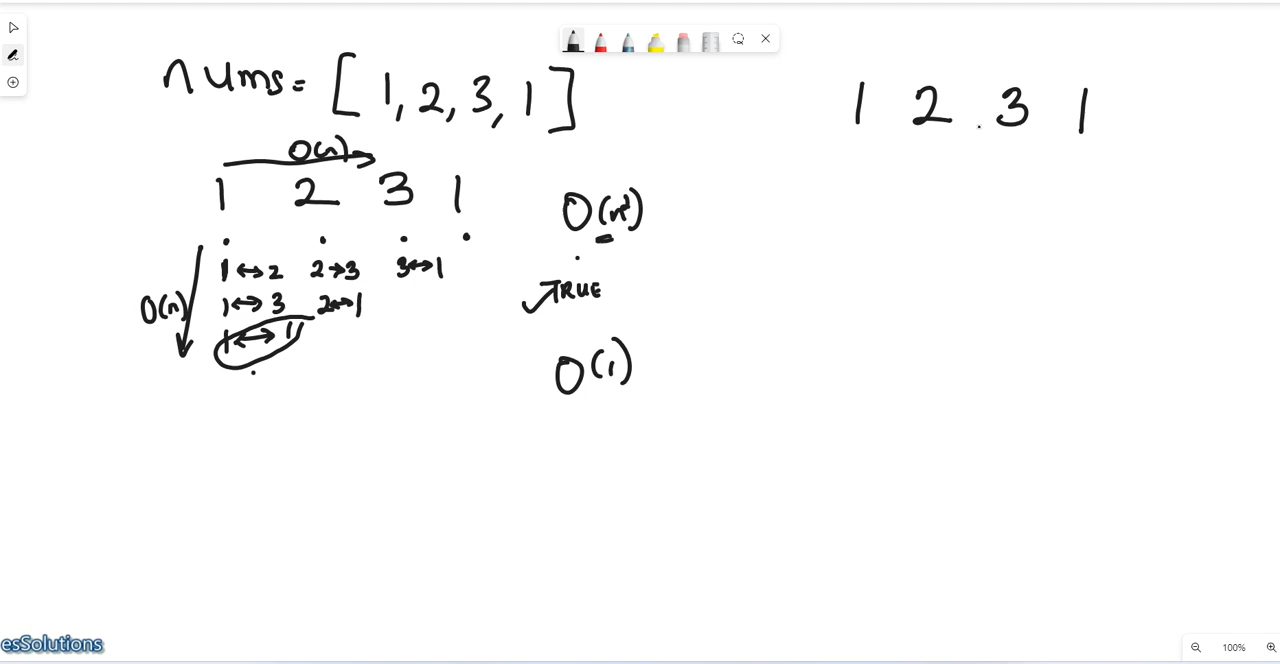 nums = [1, 2, 3, 1]
1 2 3 1
O(n)
1 2 3 1
O(n²)
1 ↔ 2 2 → 3 3 ↔ 1
TRUE
O(n) 1 ↔ 3 2 ↔ 1
1 ↔ 1
O(1)
esSolutions
100%